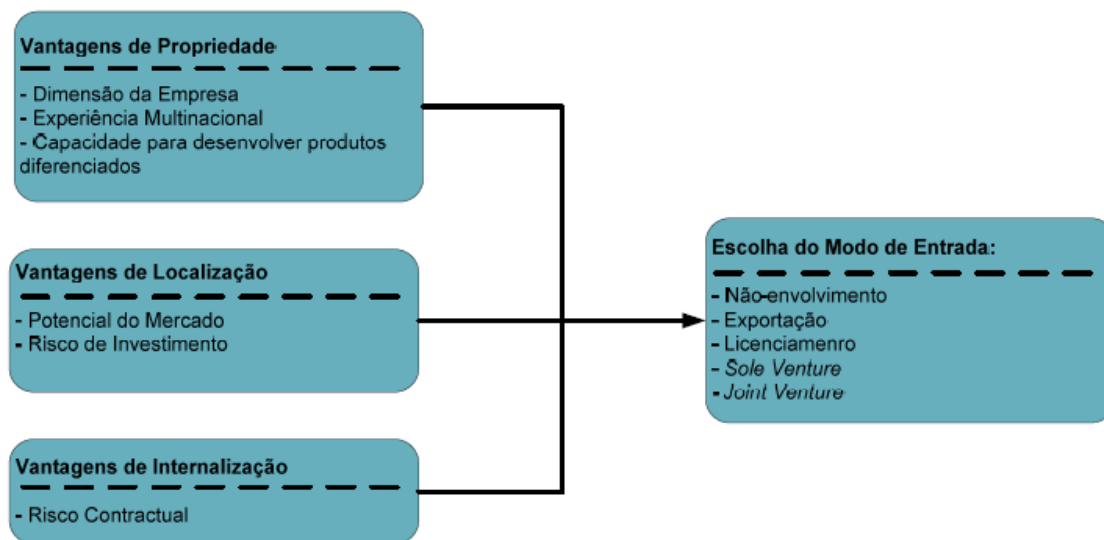 Vantagens de Propriedade
- Dimensão da Empresa
- Experiência Multinacional
- Capacidade para desenvolver produtos
diferenciados
Vantagens de Localização
- Potencial do Mercado
- Risco de Investimento
Vantagens de Internalização
- Risco Contractual
Escolha do Modo de Entrada:
- Não-envolvimento
- Exportação
- Licenciamenro
- Sole Venture
- Joint Venture